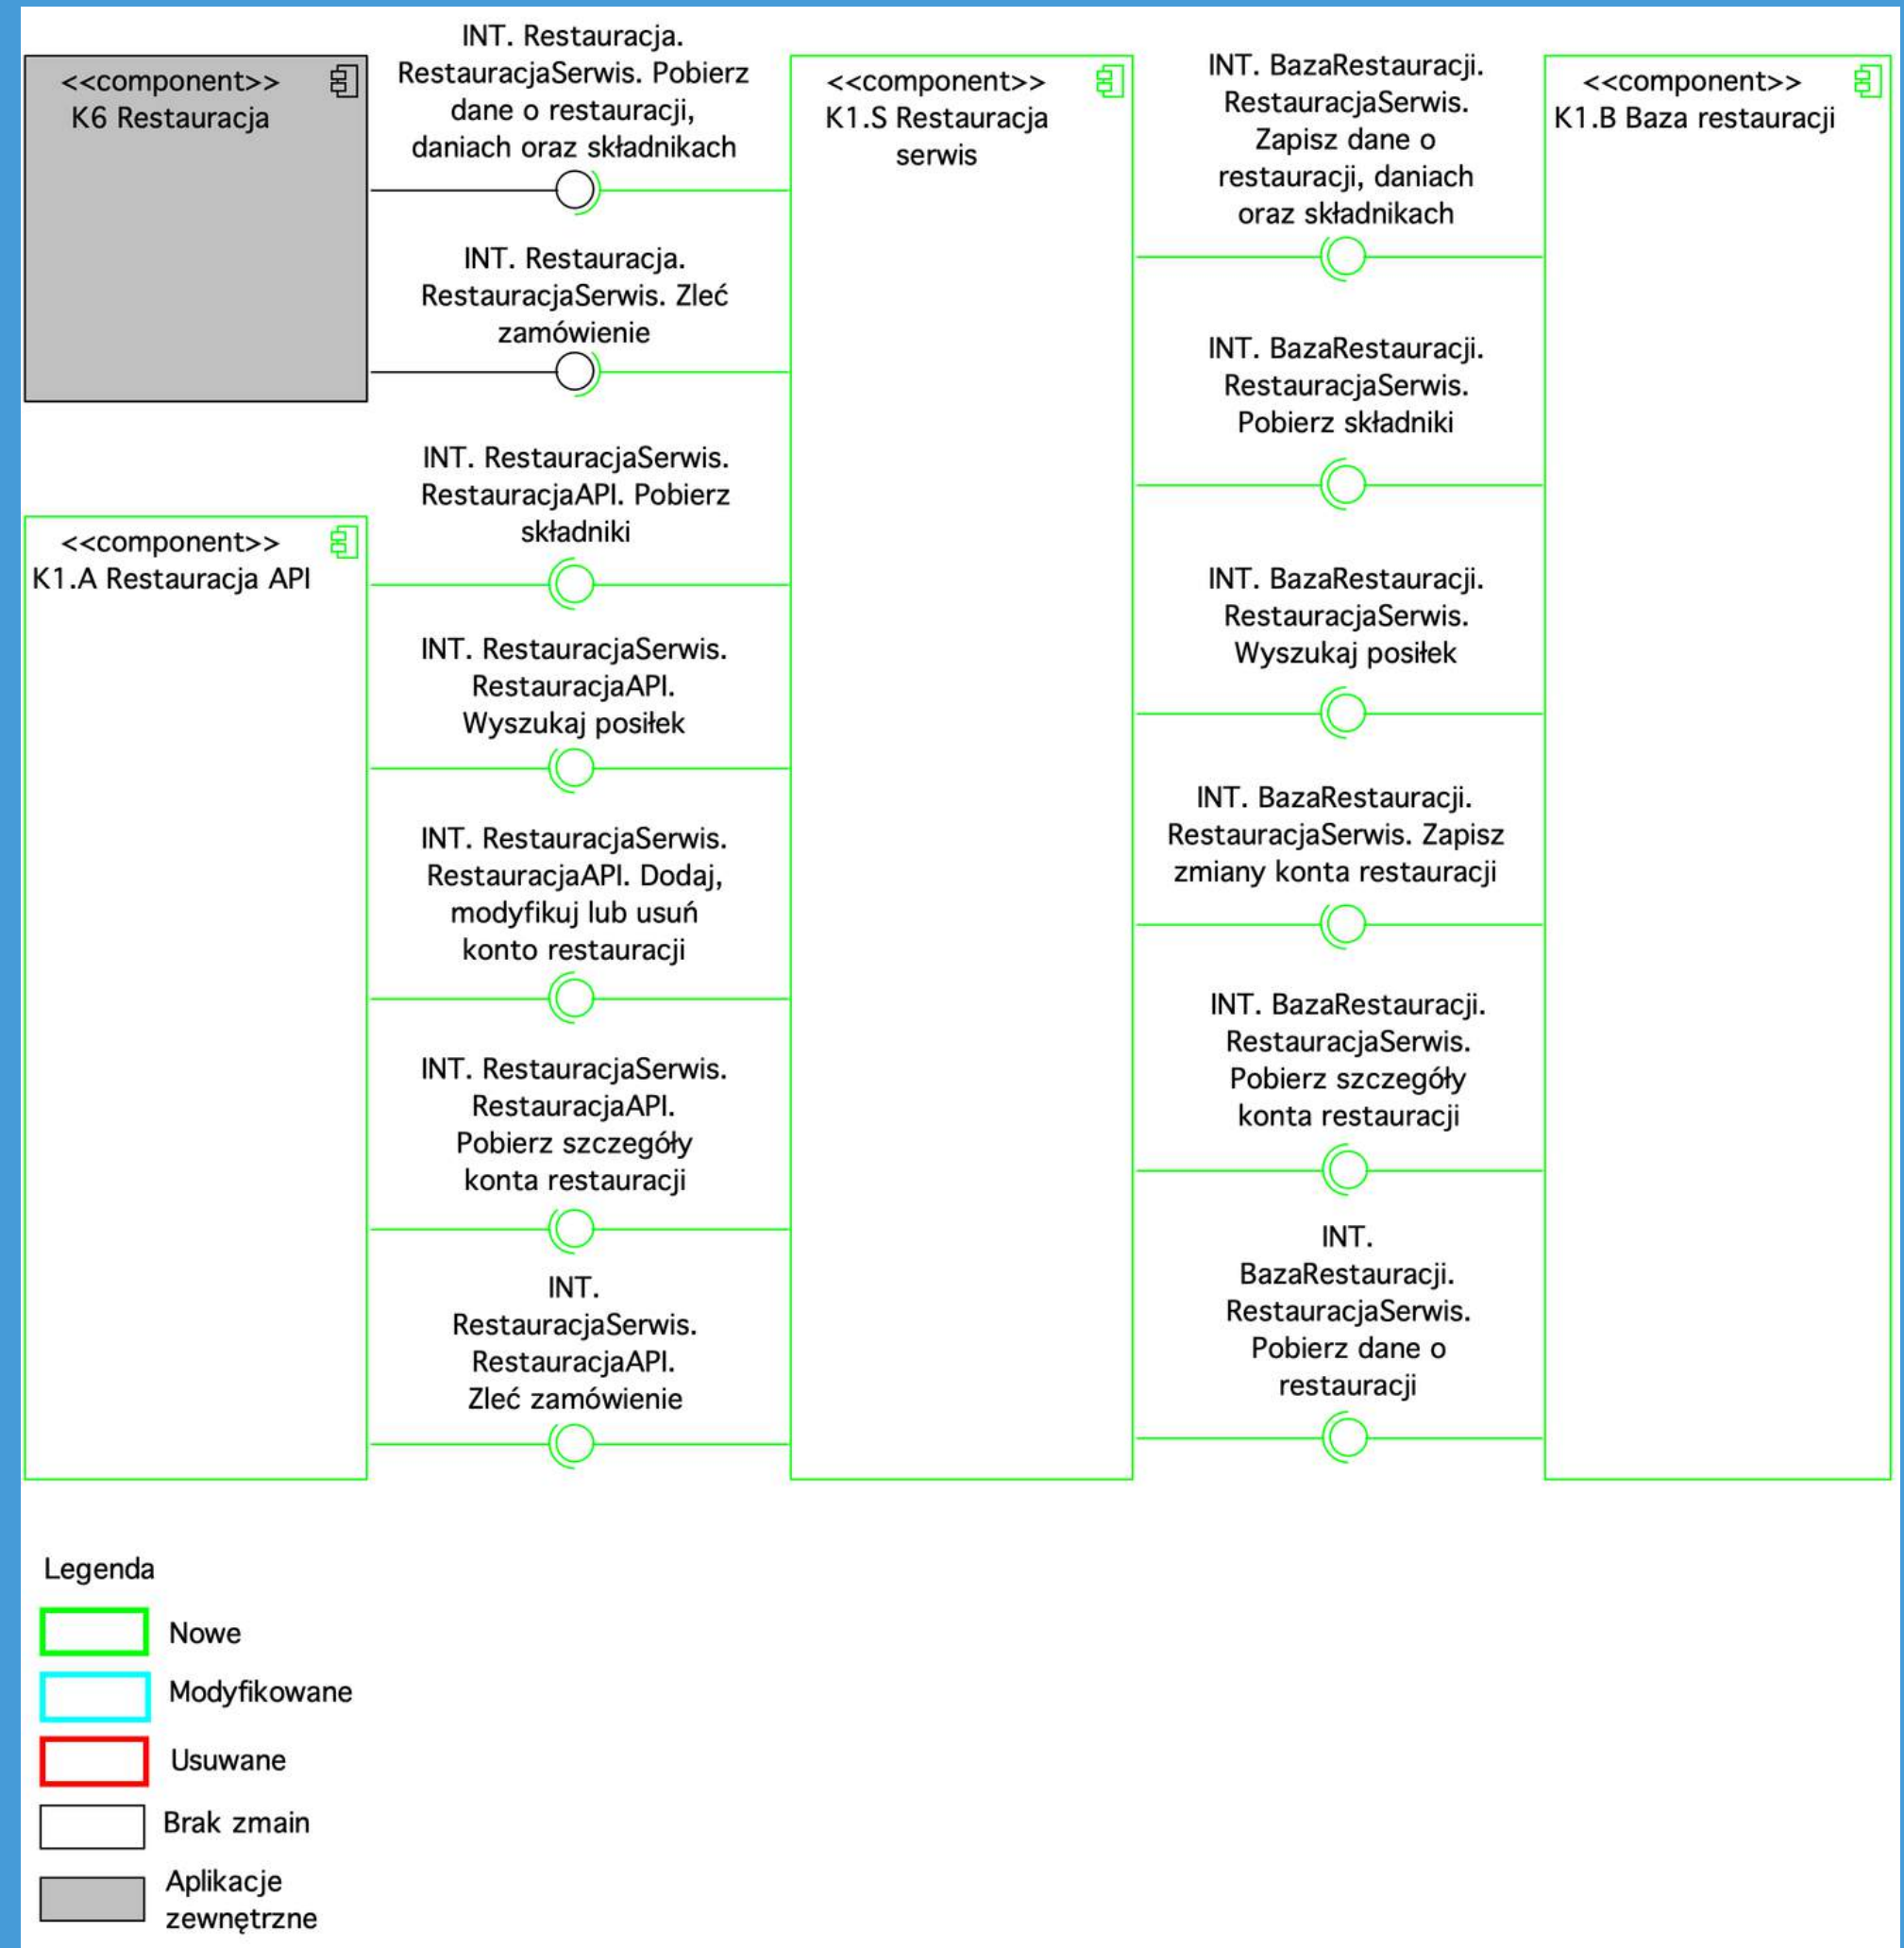 <<component>>
K6 Restauracja
INT. Restauracja.
RestauracjaSerwis. Pobierz
dane o restauracji,
daniach oraz składnikach
INT. Restauracja.
RestauracjaSerwis. Zleć
zamówienie
<<component>>
K1.A Restauracja API
INT. RestauracjaSerwis.
RestauracjaAPI. Pobierz
składniki
INT. RestauracjaSerwis.
RestauracjaAPI.
Wyszukaj posiłek
INT. RestauracjaSerwis.
RestauracjaAPI. Dodaj,
modyfikuj lub usuń
konto restauracji
INT. RestauracjaSerwis.
RestauracjaAPI.
Pobierz szczegóły
konta restauracji
INT.
RestauracjaSerwis.
RestauracjaAPI.
Zleć zamówienie
<<component>>
K1.S Restauracja
serwis
INT. BazaRestauracji.
RestauracjaSerwis.
Zapisz dane o
restauracji, daniach
oraz składnikach
INT. BazaRestauracji.
RestauracjaSerwis.
Pobierz składniki
INT. BazaRestauracji.
RestauracjaSerwis.
Wyszukaj posiłek
INT. BazaRestauracji.
RestauracjaSerwis. Zapisz
zmiany konta restauracji
INT. BazaRestauracji.
RestauracjaSerwis.
Pobierz szczegóły
konta restauracji
INT.
BazaRestauracji.
RestauracjaSerwis.
Pobierz dane o
restauracji
<<component>>
K1.B Baza restauracji
Legenda
Nowe
Modyfikowane
Usuwane
Brak zmain
Aplikacje
zewnętrzne